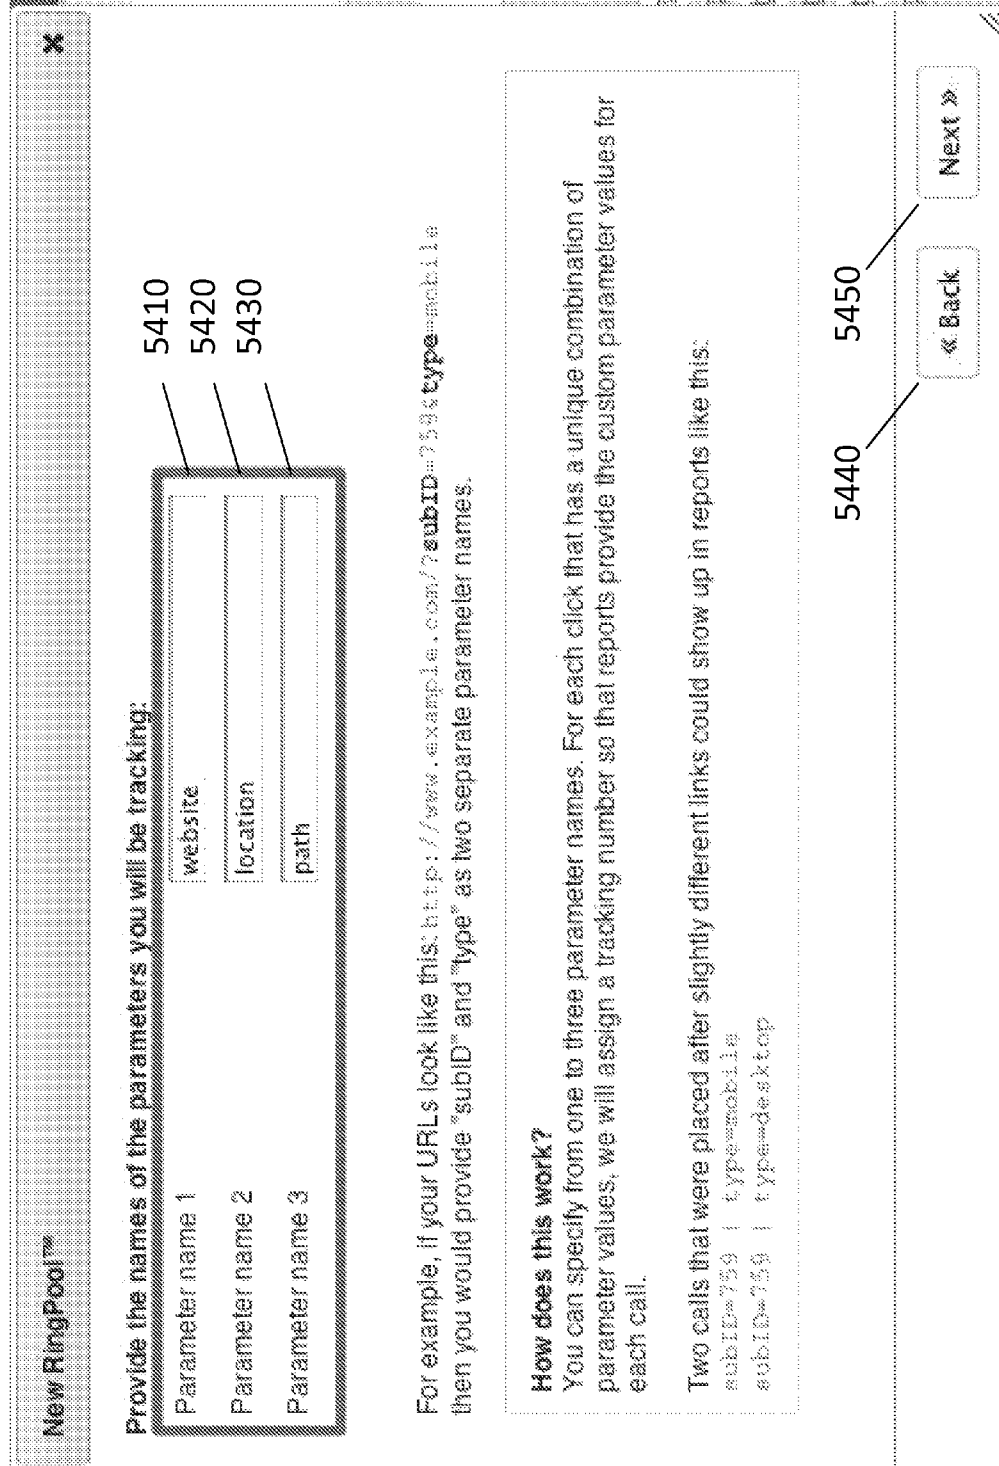 New RingPool™
✖
Provide the names of the parameters you will be tracking:
Parameter name 1 website 5410
Parameter name 2 location 5420
Parameter name 3 path 5430
For example, if your URLs look like this: http://www.example.com/?subID=759&type=mobile
then you would provide "subID" and "type" as two separate parameter names.
How does this work?
You can specify from one to three parameter names. For each click that has a unique combination of
parameter values, we will assign a tracking number so that reports provide the custom parameter values for
each call.
Two calls that were placed after slightly different links could show up in reports like this:
subID=759 | type=mobile
subID=759 | type=desktop
5440 5450
« Back Next »